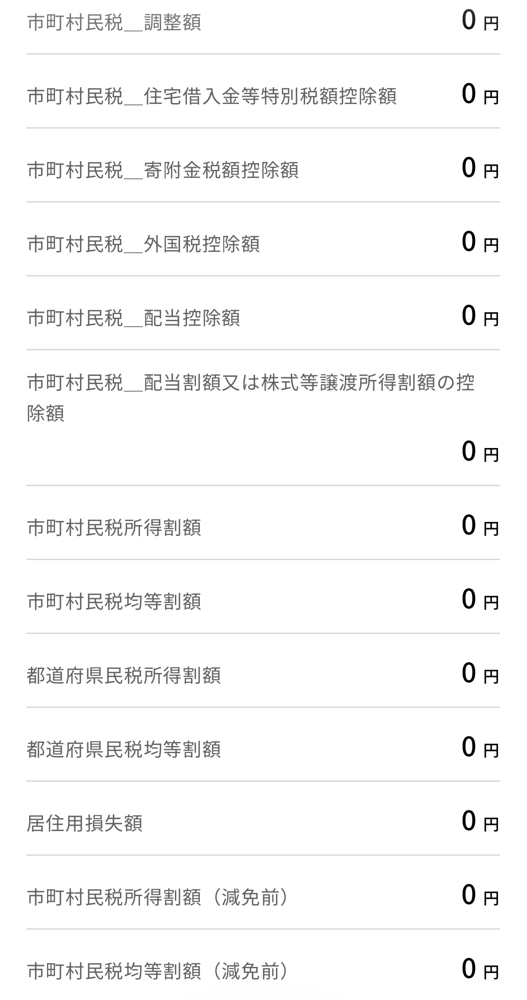 市町村民税__調整額 0 円
市町村民税__住宅借入金等特別税額控除額 0 円
市町村民税__寄附金税額控除額 0 円
市町村民税__外国税控除額 0 円
市町村民税__配当控除額 0 円
市町村民税__配当割額又は株式等譲渡所得割額の控
除額
0 円
市町村民税所得割額 0 円
市町村民税均等割額 0 円
都道府県民税所得割額 0 円
都道府県民税均等割額 0 円
居住用損失額 0 円
市町村民税所得割額（減免前） 0 円
市町村民税均等割額（減免前） 0 円